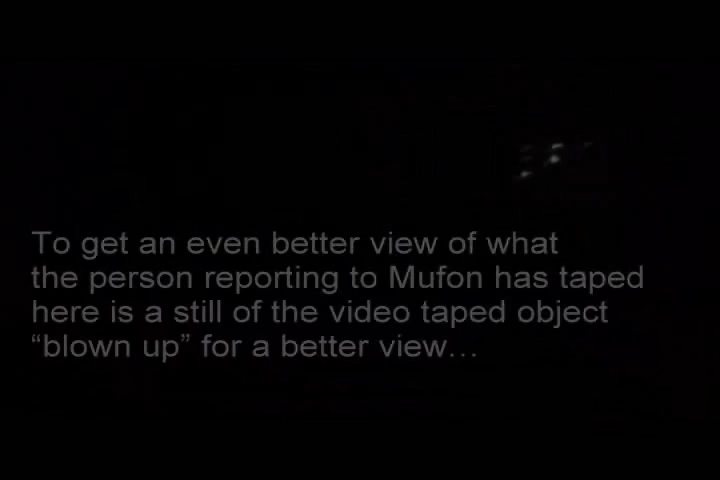 To get an even better view of what
the person reporting to Mufon has taped
here is a still of the video taped object
“blown up” for a better view…